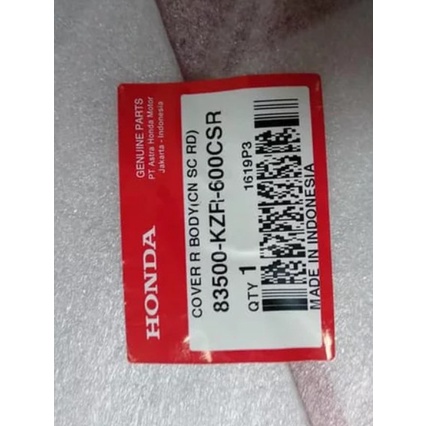 HONDA
GENUINE PARTS
PT Astra Honda Motor
Jakarta - Indonesia
COVER R BODY(CN SC RD)
83500-KZR-600CSR
QTY 1
1619P3
MADE IN INDONESIA